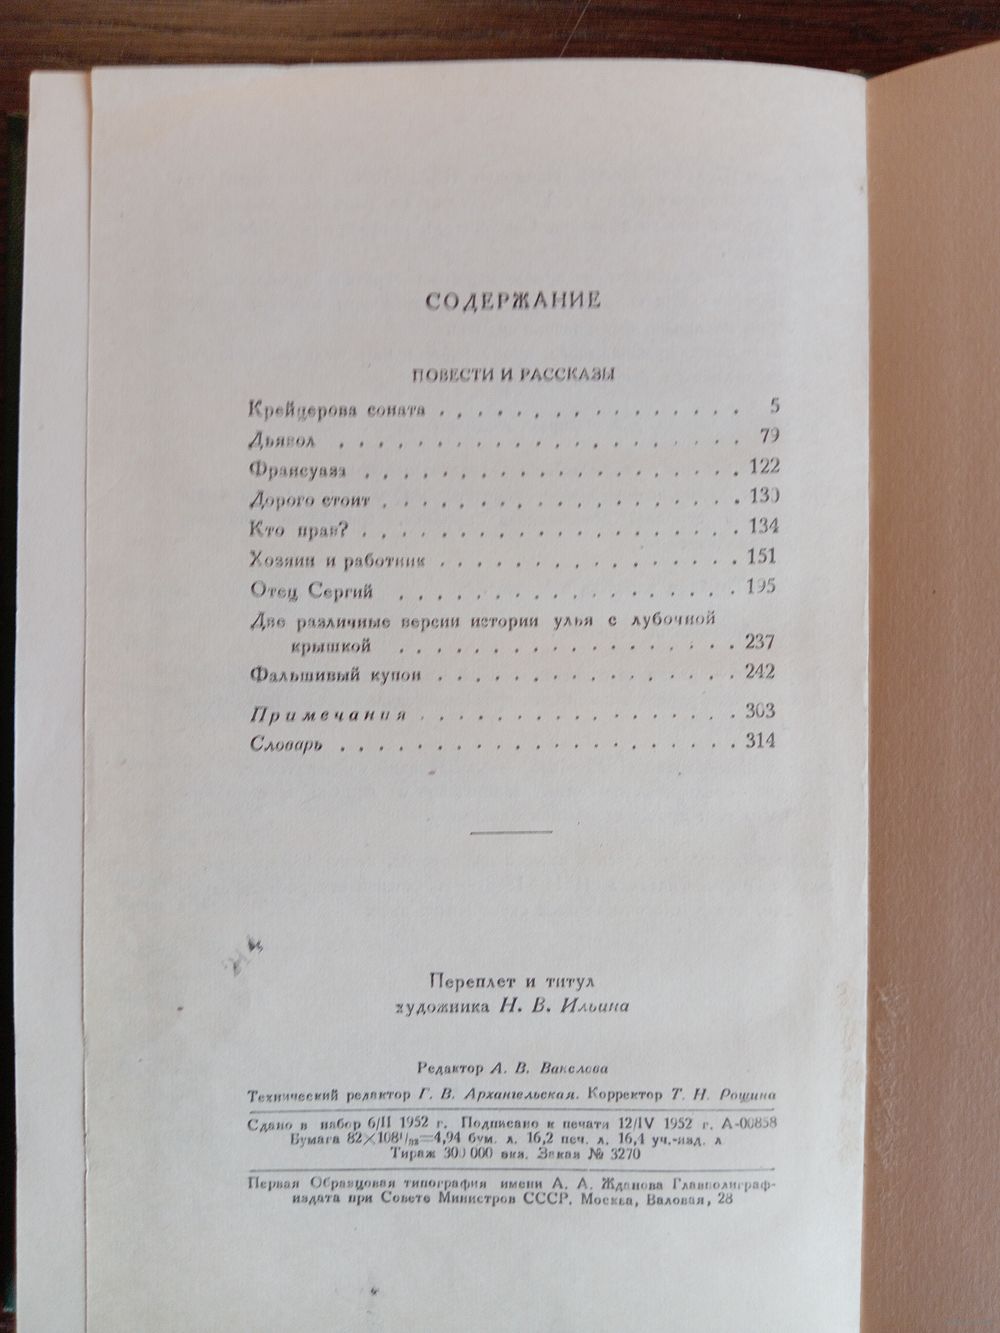 СОДЕРЖАНИЕ
ПОВЕСТИ И РАССКАЗЫ
Крейцерова соната . . . . . . . . . . . . . . . . 5
Дьявол . . . . . . . . . . . . . . . . . . . . . 79
Франсуаза . . . . . . . . . . . . . . . . . . . . 122
Дорого стоит . . . . . . . . . . . . . . . . . . . 130
Кто прав? . . . . . . . . . . . . . . . . . . . . 134
Хозяин и работник . . . . . . . . . . . . . . . . 151
Отец Сергий . . . . . . . . . . . . . . . . . . 195
Две различные версии истории улья с лубочной
крышкой . . . . . . . . . . . . . . . . . . 237
Фальшивый купон . . . . . . . . . . . . . . . . 242
Примечания . . . . . . . . . . . . . . . . . 303
Словарь . . . . . . . . . . . . . . . . . . . . . 314
Переплет и титул
художника Н. В. Ильина
Редактор А. В. Вакслова
Технический редактор Г. В. Архангельская. Корректор Т. Н. Рощина
Сдано в набор 6/II 1952 г. Подписано к печати 12/IV 1952 г. А-00858
Бумага 82×108¹/₃₂=4,94 бум. л. 16,2 печ. л. 16,4 уч.-изд. л
Тираж 300 000 экз. Заказ № 3270
Первая Образцовая типография имени А. А. Жданова Главполиграф-
издата при Совете Министров СССР. Москва, Валовая, 28